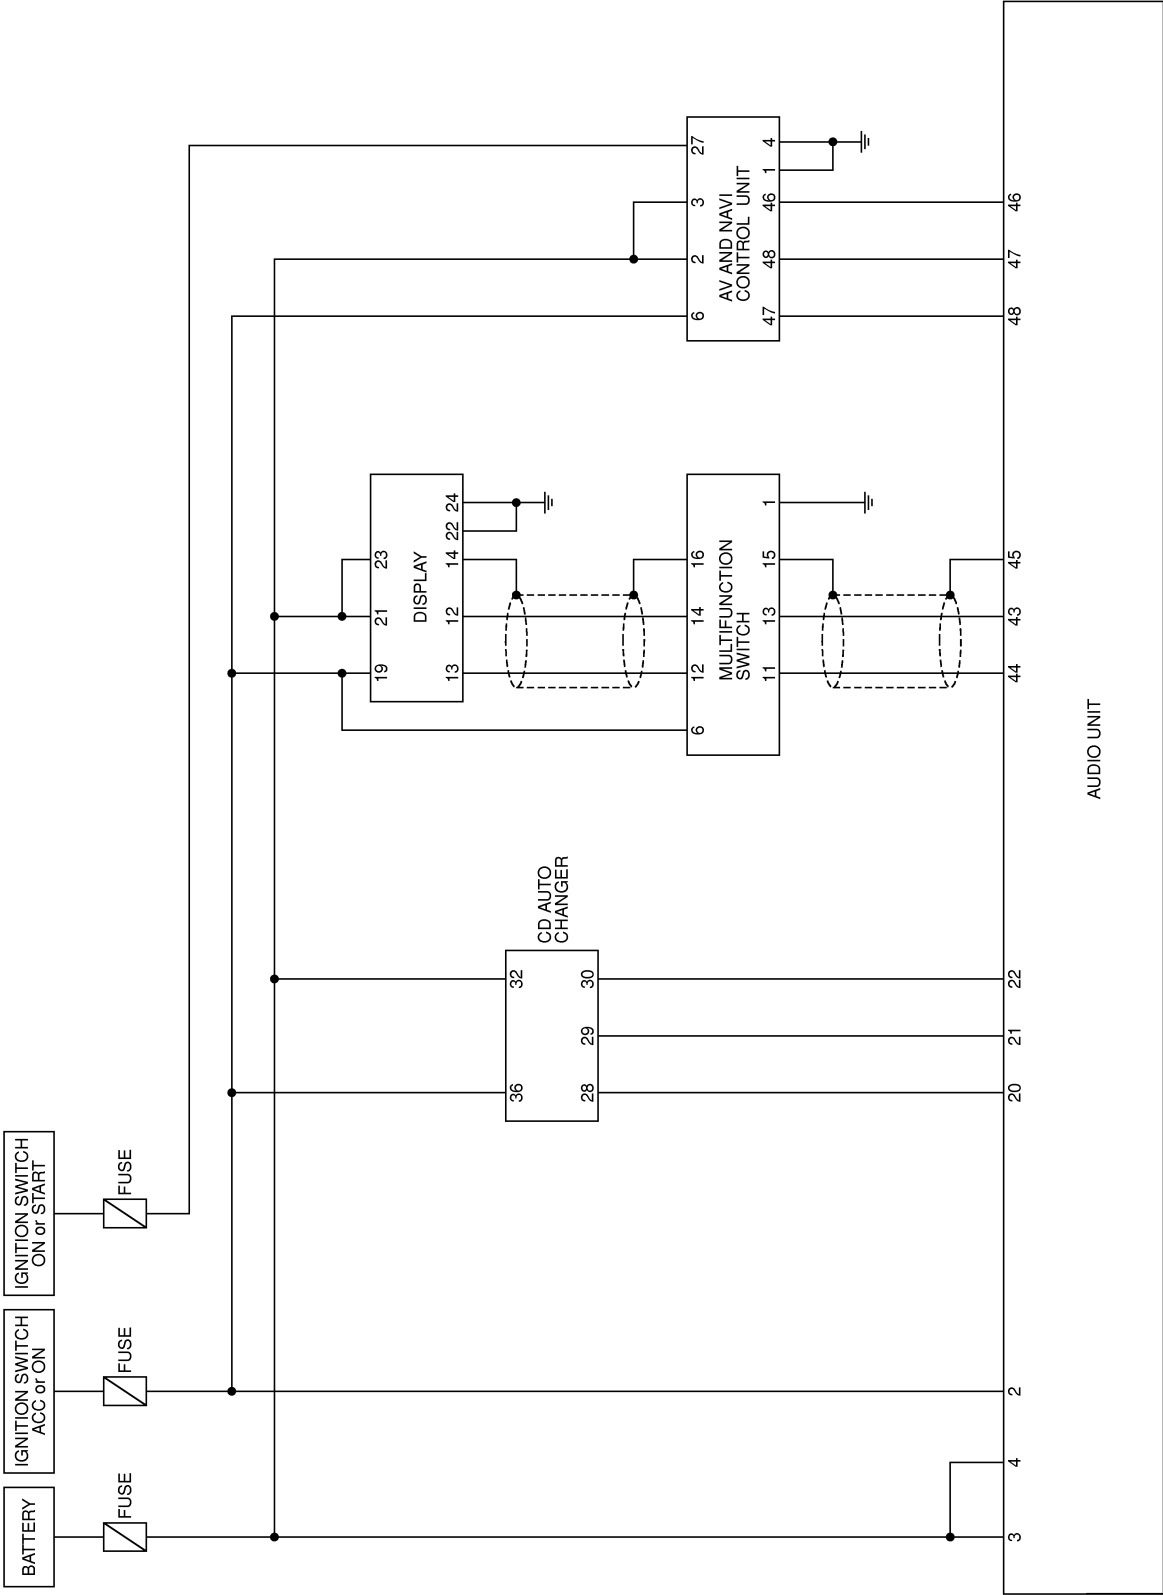 BATTERY
IGNITION SWITCH
ACC or ON
IGNITION SWITCH
ON or START
FUSE
FUSE
FUSE
19 21 23
DISPLAY
13 12 14 22 24
36 32
CD AUTO
CHANGER
28 29 30
6 12 14 16
MULTIFUNCTION
SWITCH
11 13 15 1
6 2 3 27
AV AND NAVI
CONTROL UNIT
47 48 46 1 4
3 4 2 20 21 22 44 43 45 48 47 46
AUDIO UNIT